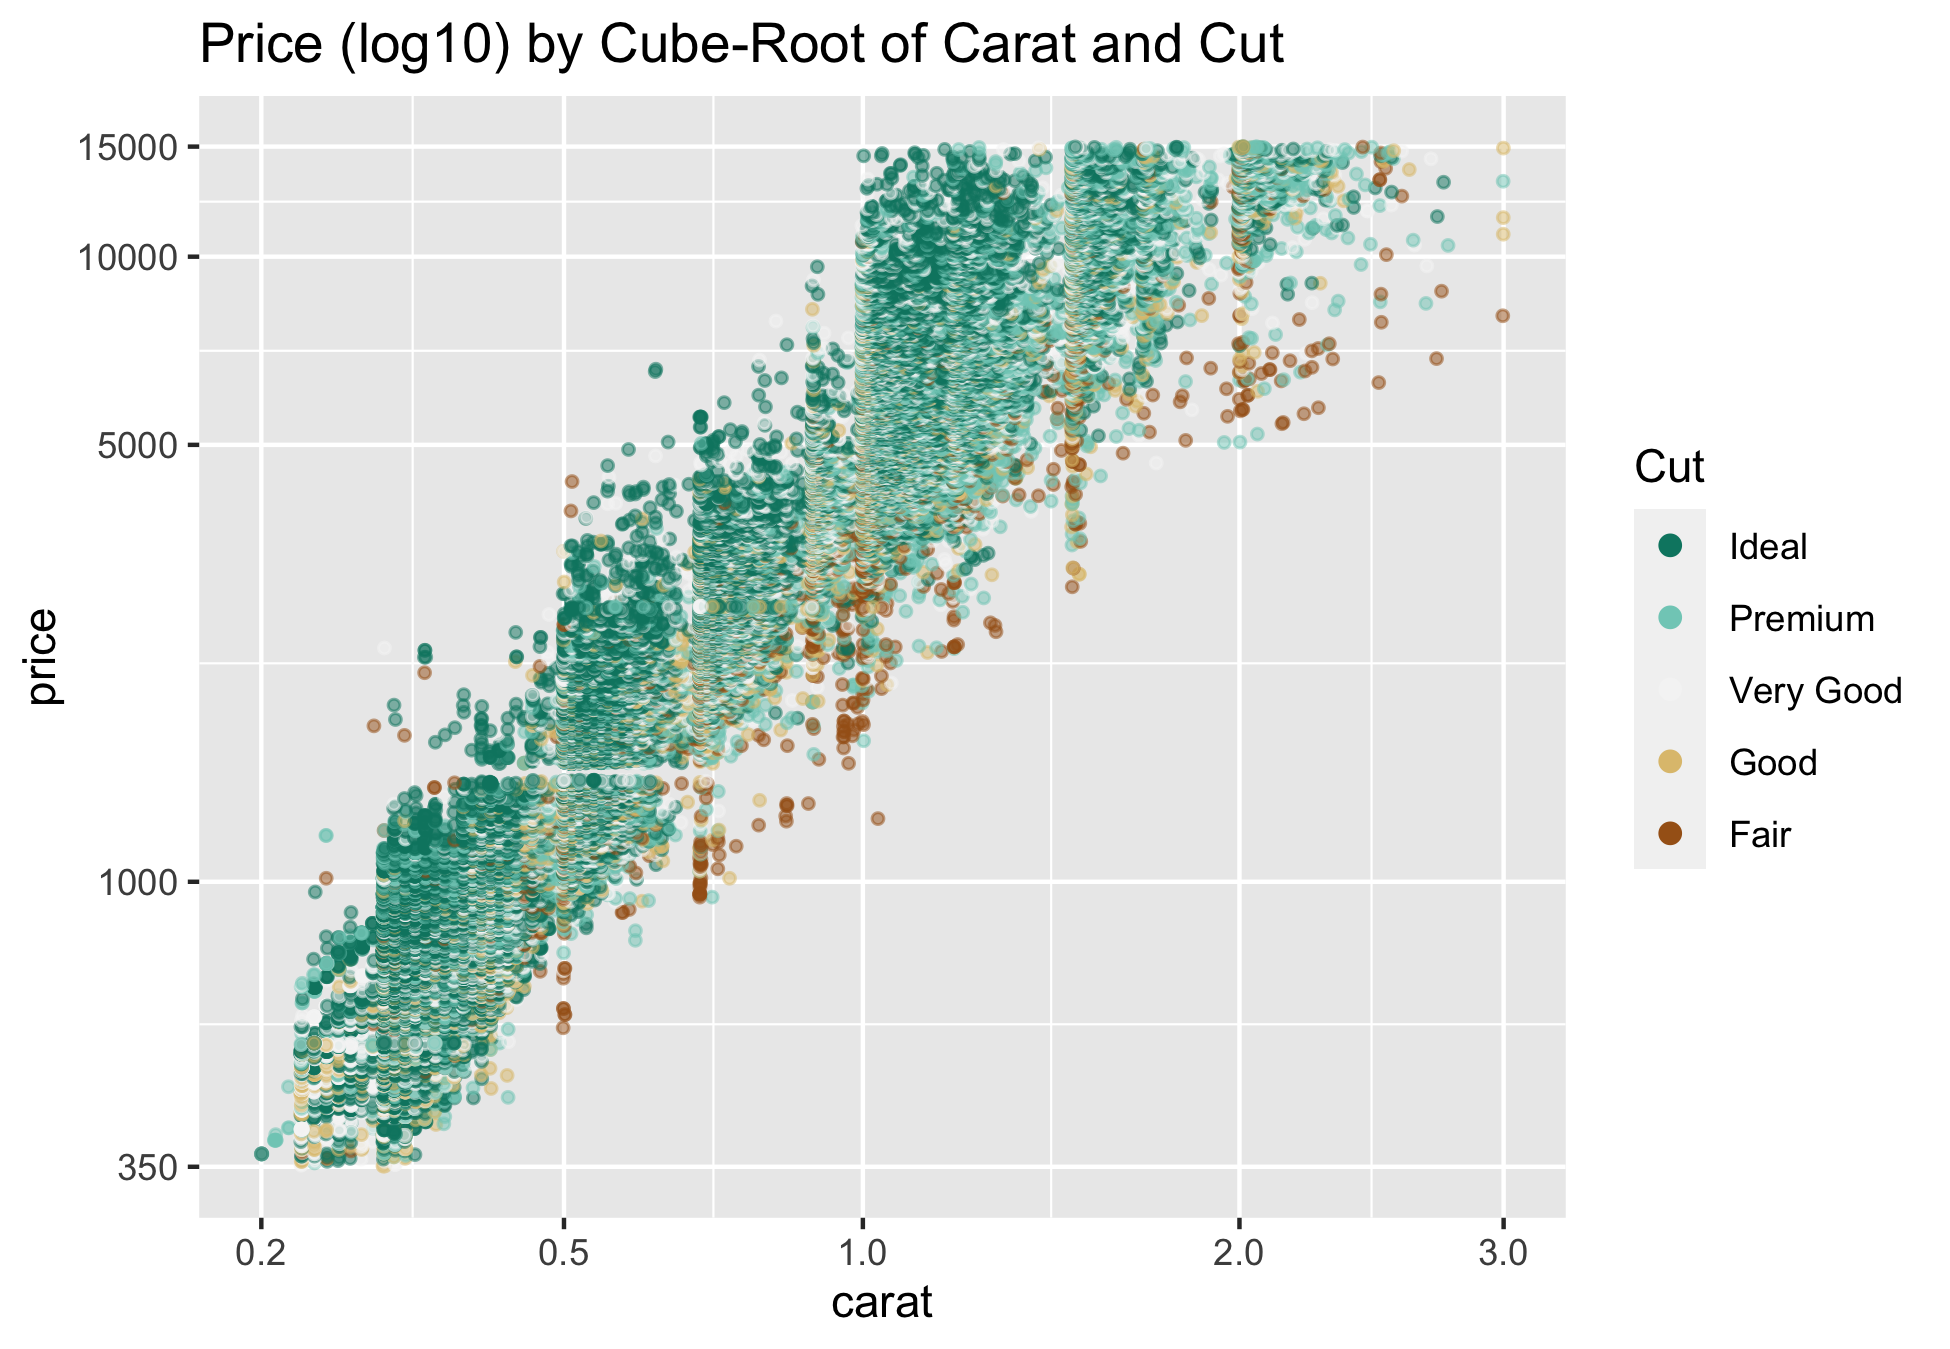 Price (log10) by Cube-Root of Carat and Cut
15000
10000
5000
1000
350
price
0.2
0.5
1.0
2.0
3.0
carat
Cut
Ideal
Premium
Very Good
Good
Fair